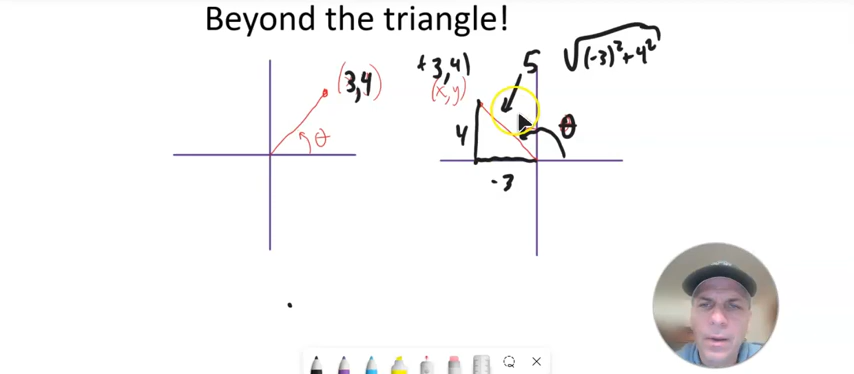 Beyond the triangle!
(3,4)
θ
(-3,4)
(x,y)
5
√(-3)²+4²
4
θ
-3